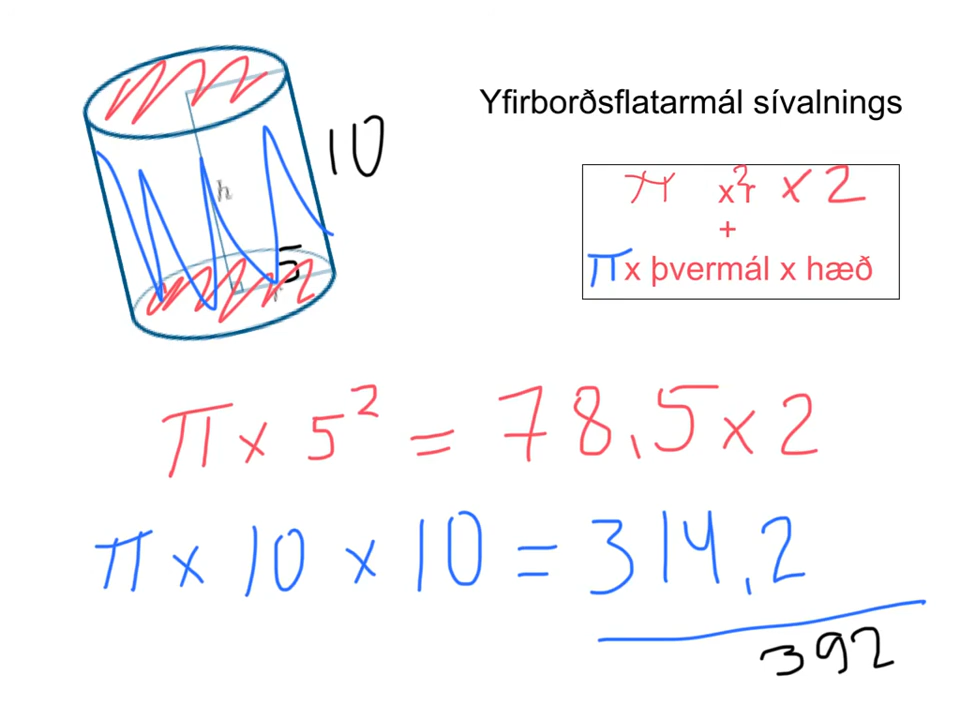 Yfirborðsflatarmál sívalnings
10
h
5
r
π x r² x 2
+
π x þvermál x hæð
π x 5² = 78,5 x 2
π x 10 x 10 = 314,2
392